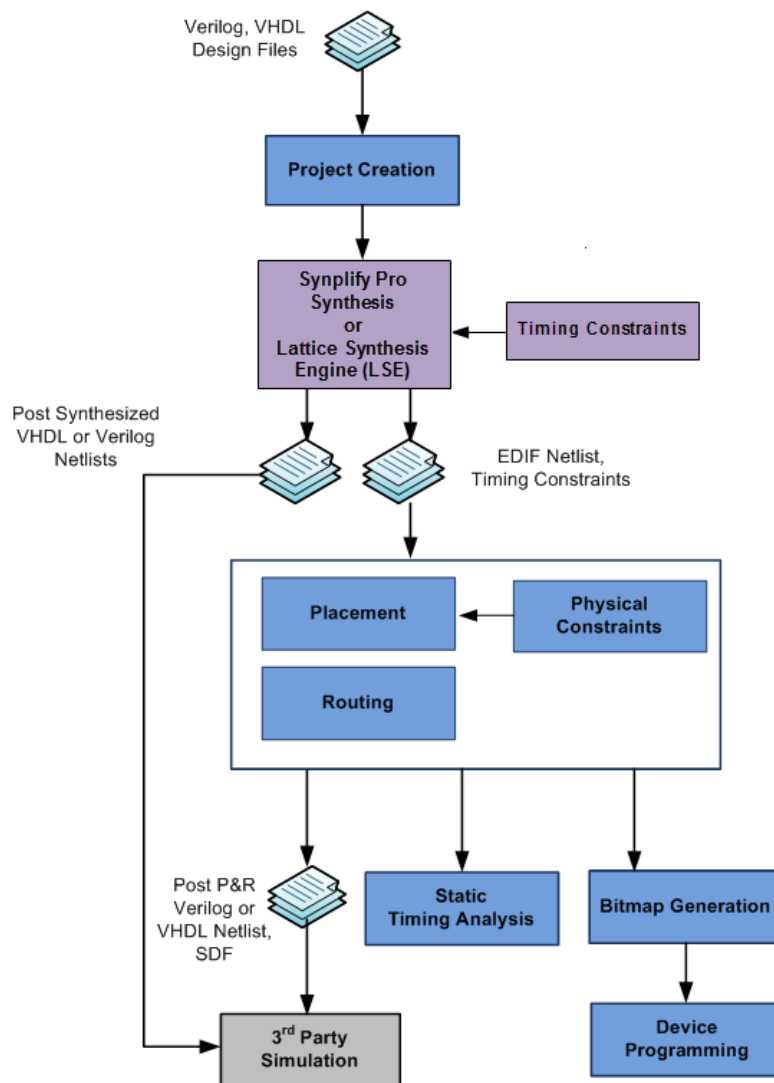 Verilog, VHDL
Design Files
Project Creation
Synplify Pro
Synthesis
or
Lattice Synthesis
Engine (LSE)
Timing Constraints
Post Synthesized
VHDL or Verilog
Netlists
EDIF Netlist,
Timing Constraints
Placement
Physical
Constraints
Routing
Post P&R
Verilog or
VHDL Netlist,
SDF
Static
Timing Analysis
Bitmap Generation
3rd Party
Simulation
Device
Programming